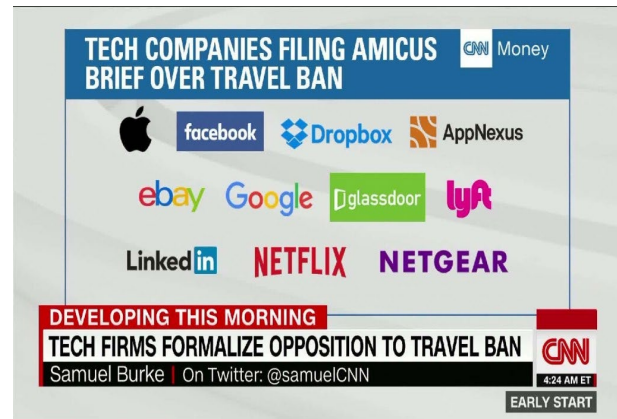 TECH COMPANIES FILING AMICUS
BRIEF OVER TRAVEL BAN
CNN Money
facebook Dropbox AppNexus
ebay Google glassdoor lyft
Linked in NETFLIX NETGEAR
DEVELOPING THIS MORNING
TECH FIRMS FORMALIZE OPPOSITION TO TRAVEL BAN
CNN
Samuel Burke | On Twitter: @samuelCNN
4:24 AM ET
EARLY START